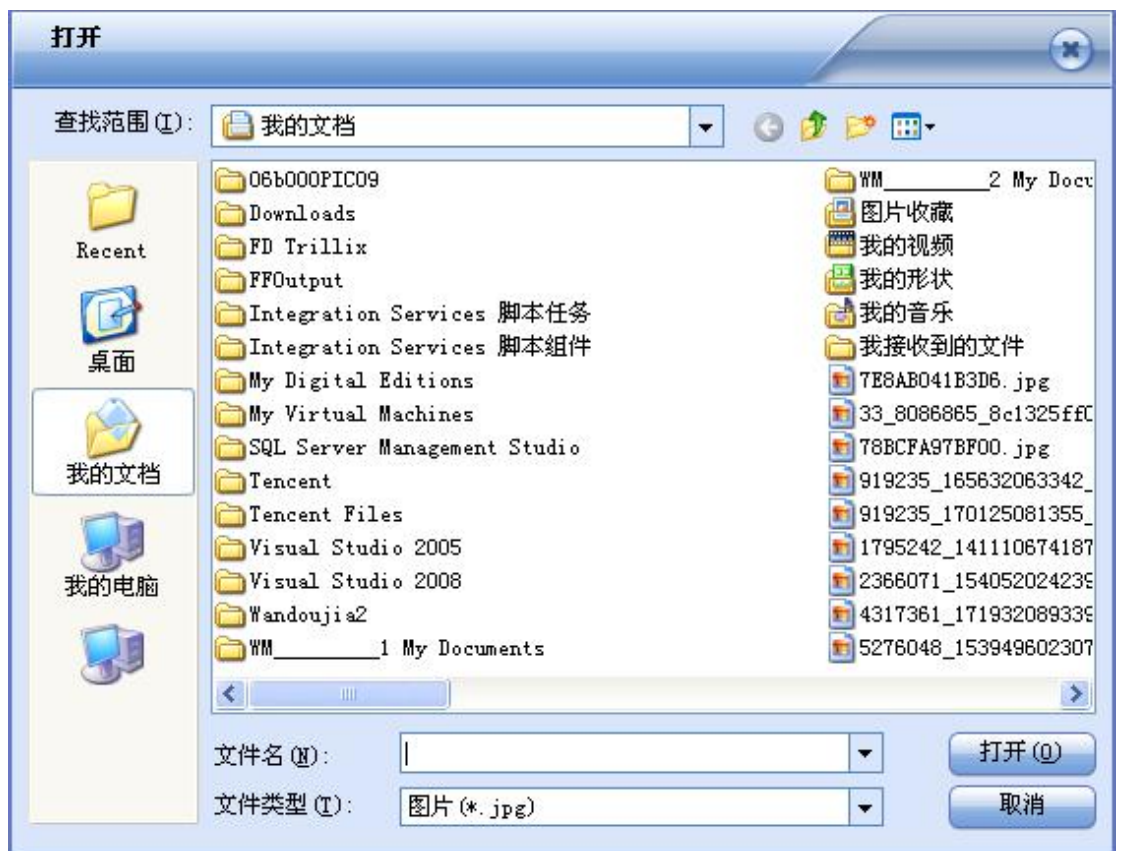 打开
查找范围(I):
我的文档
Recent
桌面
我的文档
我的电脑
06b000PIC09
Downloads
FD Trillix
FFOutput
Integration Services 脚本任务
Integration Services 脚本组件
My Digital Editions
My Virtual Machines
SQL Server Management Studio
Tencent
Tencent Files
Visual Studio 2005
Visual Studio 2008
Wandoujia2
WM_________1 My Documents
WM_________2 My Docu
图片收藏
我的视频
我的形状
我的音乐
我接收到的文件
7E8AB041B3D6.jpg
33_8086865_8c1325ff0
78BCFA97BF00.jpg
919235_165632063342_
919235_170125081355_
1795242_141110674187
2366071_154052024239
4317361_171932089339
5276048_153949602307
文件名(N):
打开(O)
文件类型(T):
图片(*.jpg)
取消